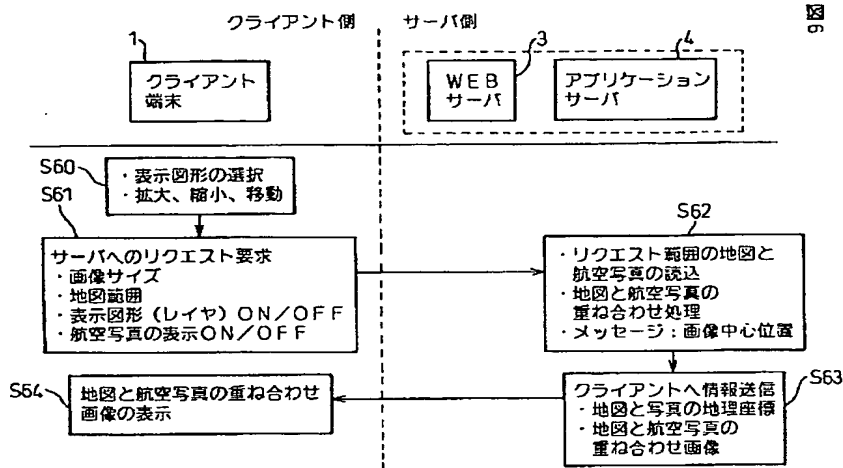 図6
クライアント側
サーバ側
1
クライアント
端末
3
WEB
サーバ
4
アプリケーション
サーバ
S60
・表示図形の選択
・拡大、縮小、移動
S61
サーバへのリクエスト要求
・画像サイズ
・地図範囲
・表示図形(レイヤ)ON/OFF
・航空写真の表示ON/OFF
S62
・リクエスト範囲の地図と
航空写真の読込
・地図と航空写真の
重ね合わせ処理
・メッセージ:画像中心位置
S63
クライアントへ情報送信
・地図と写真の地理座標
・地図と航空写真の
重ね合わせ画像
S64
地図と航空写真の重ね合わせ
画像の表示